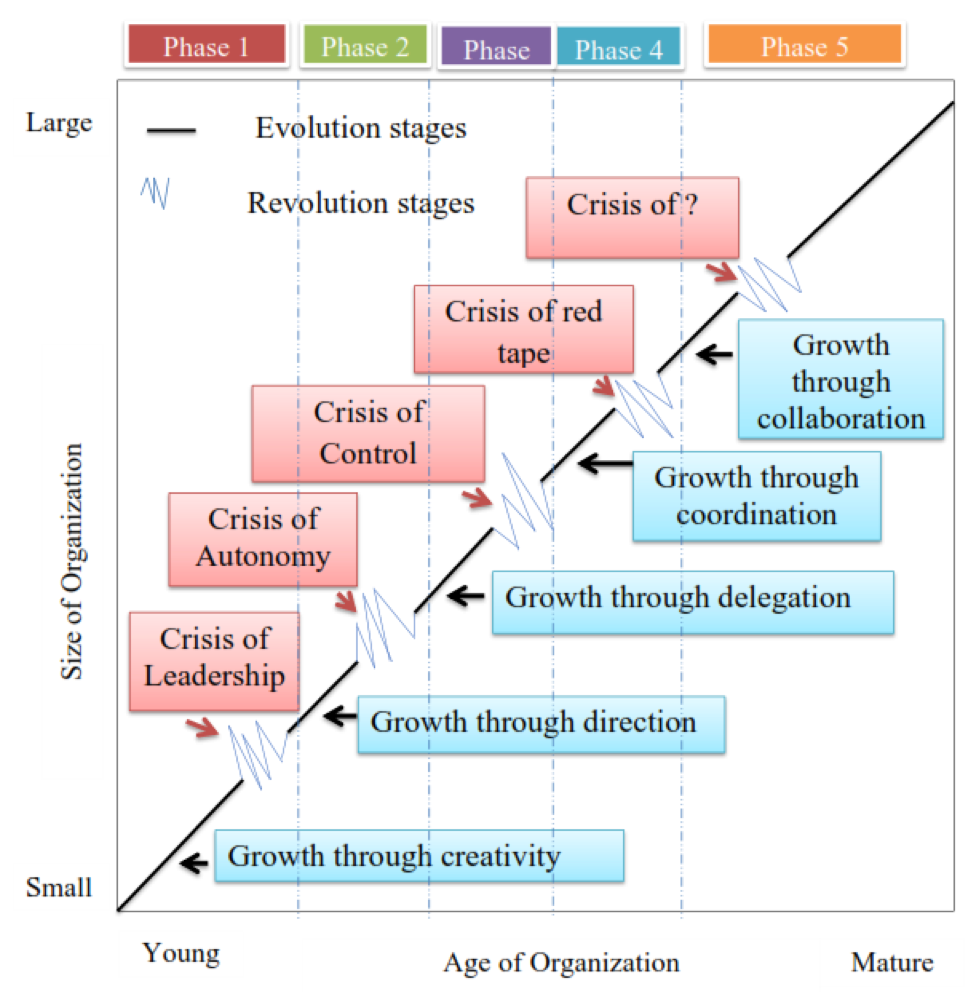 Phase 1
Phase 2
Phase
Phase 4
Phase 5
Large
Evolution stages
Revolution stages
Crisis of ?
Crisis of red
tape
Growth
through
collaboration
Crisis of
Control
Growth through
coordination
Crisis of
Autonomy
Size of Organization
Growth through delegation
Crisis of
Leadership
Growth through direction
Growth through creativity
Small
Young
Age of Organization
Mature